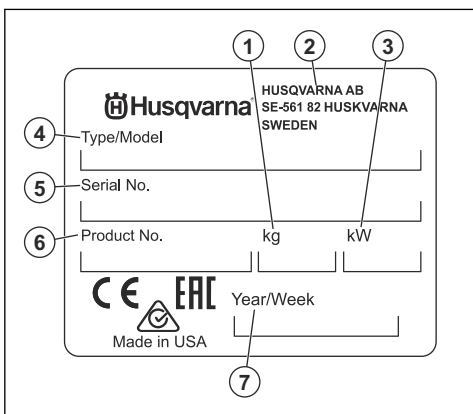 1 2 3
Husqvarna
HUSQVARNA AB
SE-561 82 HUSKVARNA
SWEDEN
4 Type/Model
5 Serial No.
6 Product No. kg kW
CE EAC Year/Week
Made in USA
7